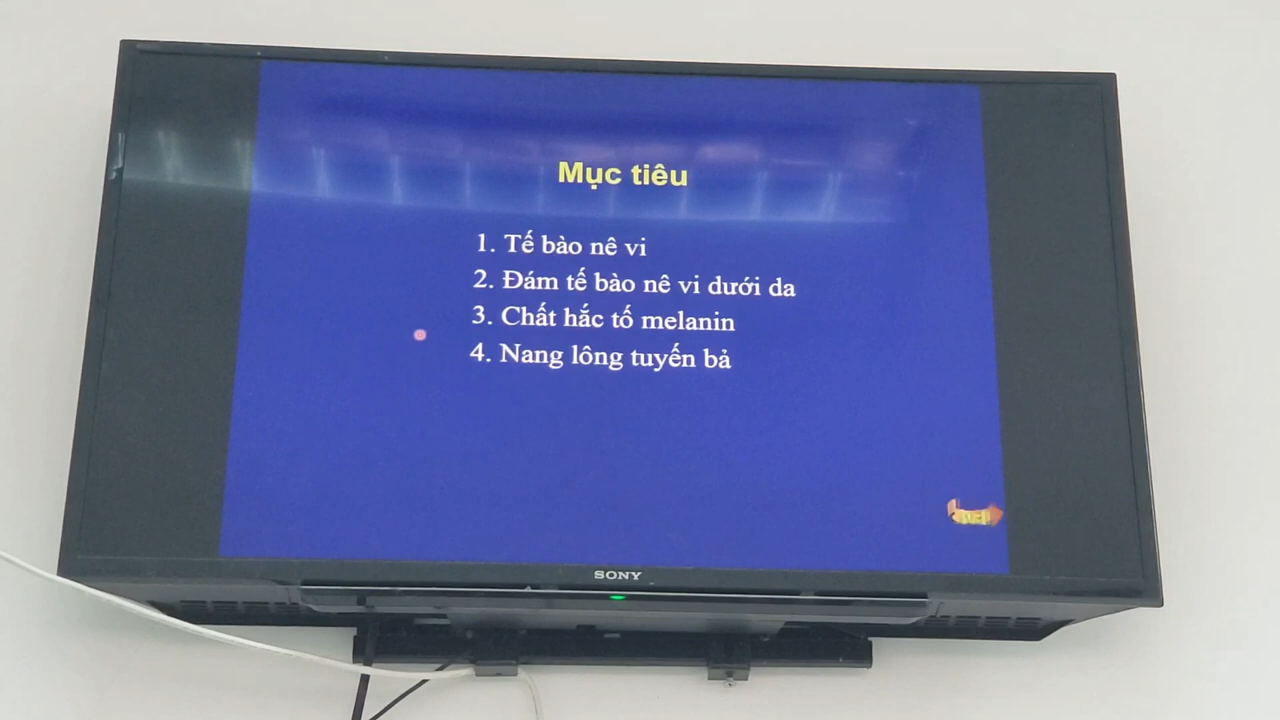 Mục tiêu
1. Tế bào nê vi
2. Đám tế bào nê vi dưới da
3. Chất hắc tố melanin
4. Nang lông tuyến bả
SONY